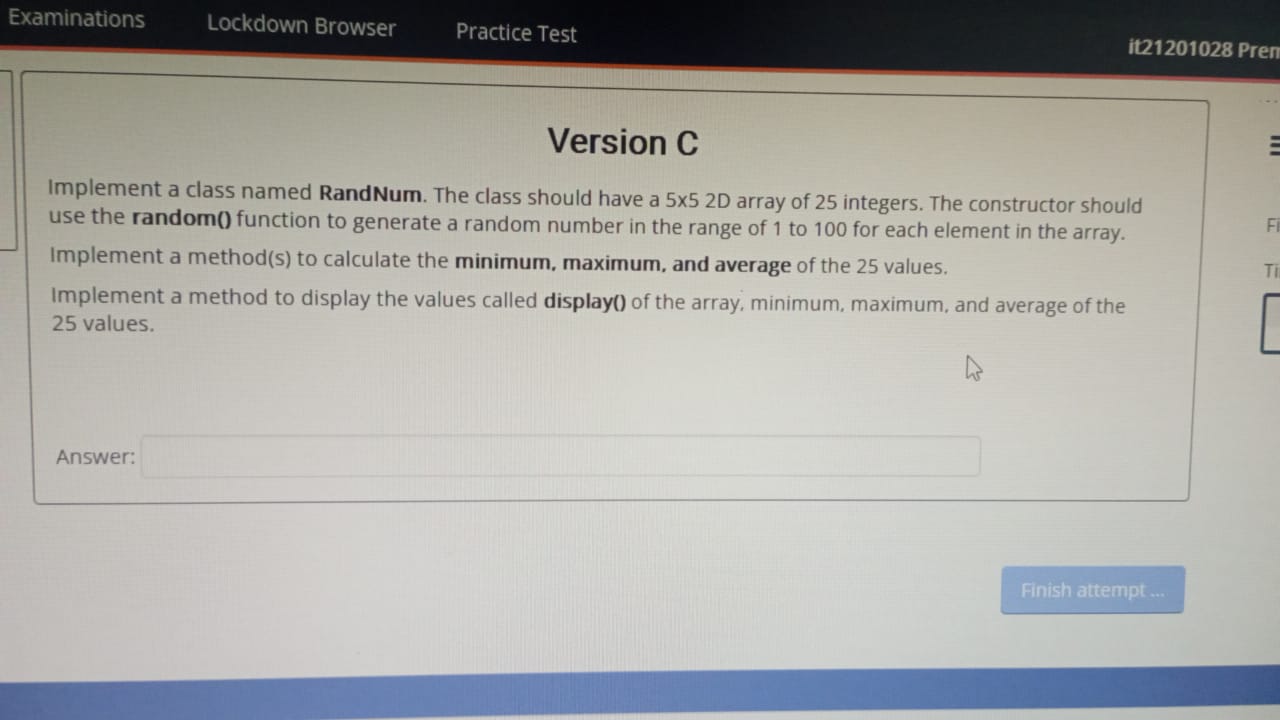 Examinations Lockdown Browser Practice Test
it21201028
Version C
Implement a class named RandNum. The class should have a 5x5 2D array of 25 integers. The constructor should
use the random() function to generate a random number in the range of 1 to 100 for each element in the array.
Implement a method(s) to calculate the minimum, maximum, and average of the 25 values.
Implement a method to display the values called display() of the array, minimum, maximum, and average of the
25 values.
Answer:
Finish attempt ...